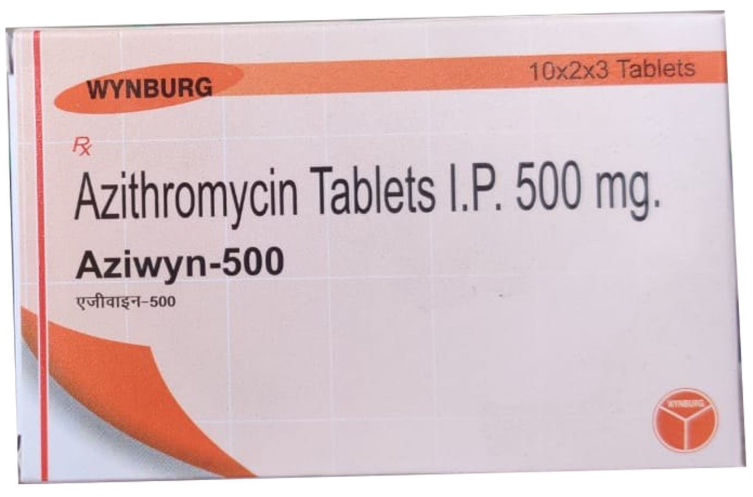 WYNBURG
10x2x3 Tablets
Rx
Azithromycin Tablets I.P. 500 mg.
Aziwyn-500
एजीवाइन-500
WYNBURG